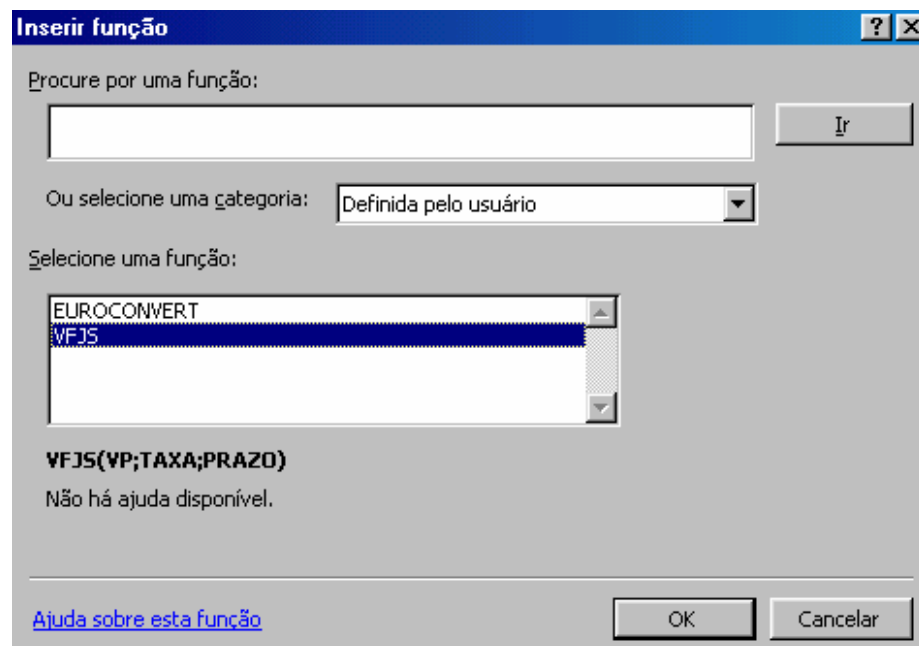 Inserir função
Procure por uma função:
Ir
Ou selecione uma categoria: Definida pelo usuário
Selecione uma função:
EUROCONVERT
VFJS
VFJS(VP;TAXA;PRAZO)
Não há ajuda disponível.
Ajuda sobre esta função OK Cancelar